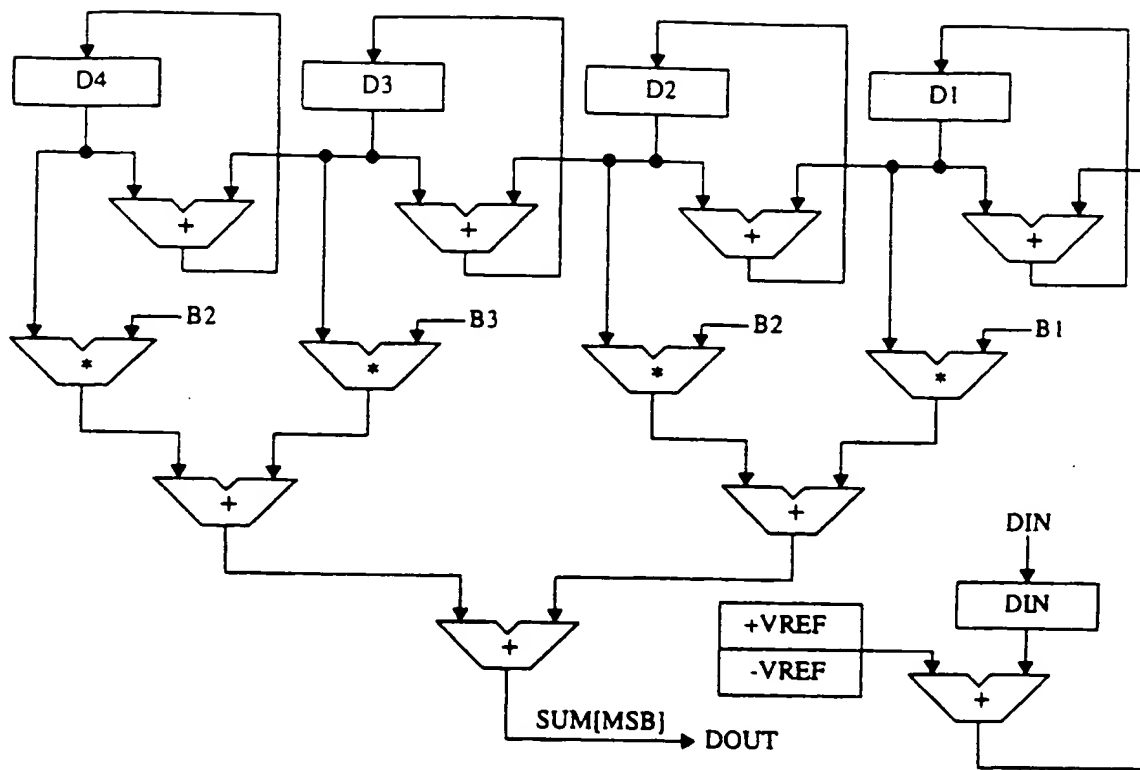 D4 D3 D2 D1
+ + + +
B2 B3 B2 B1
* * * *
+ +
DIN
DIN
+VREF
-VREF
+ +
SUM[MSB] DOUT